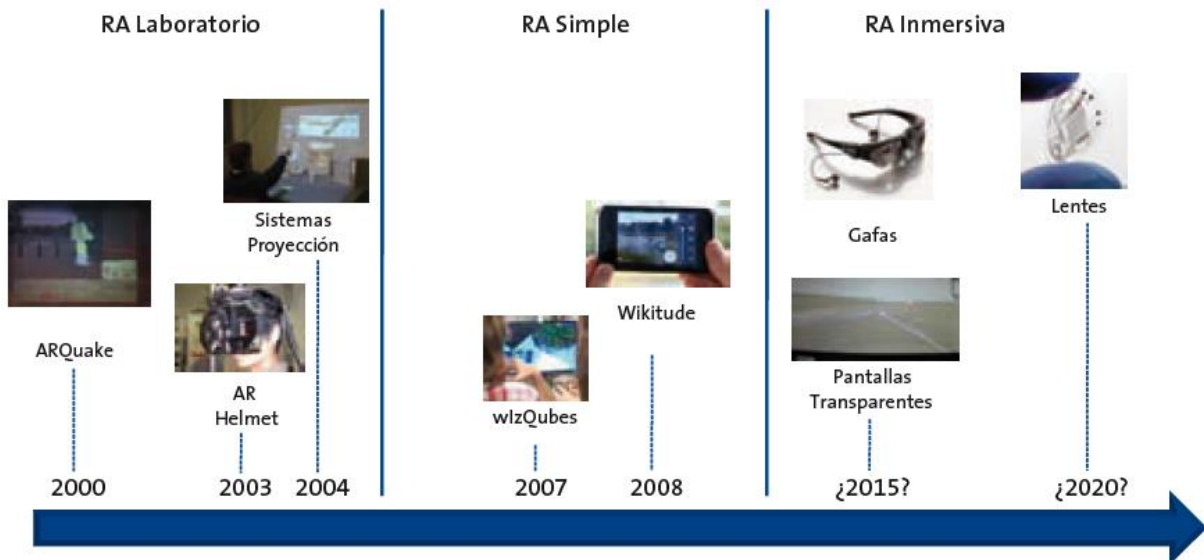 RA Laboratorio
RA Simple
RA Inmersiva
Sistemas
Proyección
ARQuake
AR
Helmet
Wikitude
wIzQubes
Gafas
Pantallas
Transparentes
Lentes
2000
2003
2004
2007
2008
¿2015?
¿2020?